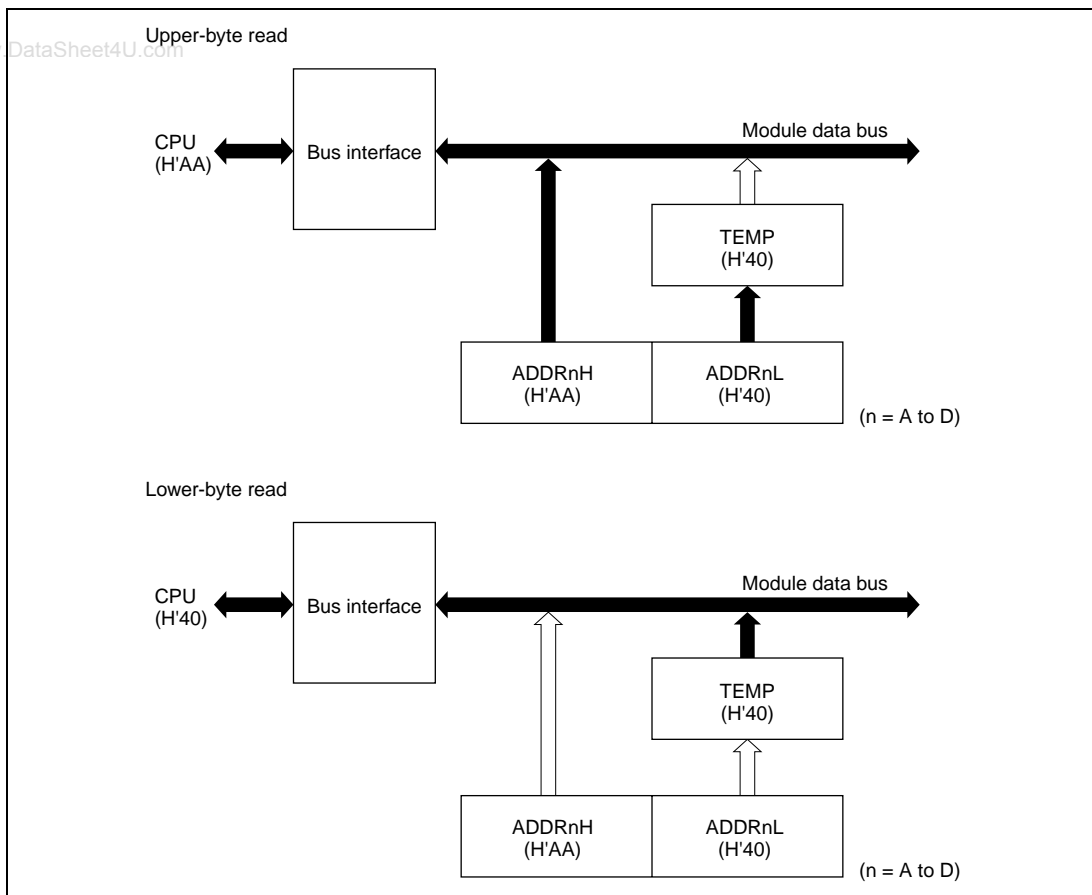 Upper-byte read
.DataSheet4U.com
CPU
(H'AA)
Bus interface
Module data bus
TEMP
(H'40)
ADDRnH
(H'AA)
ADDRnL
(H'40)
(n = A to D)
Lower-byte read
CPU
(H'40)
Bus interface
Module data bus
TEMP
(H'40)
ADDRnH
(H'AA)
ADDRnL
(H'40)
(n = A to D)